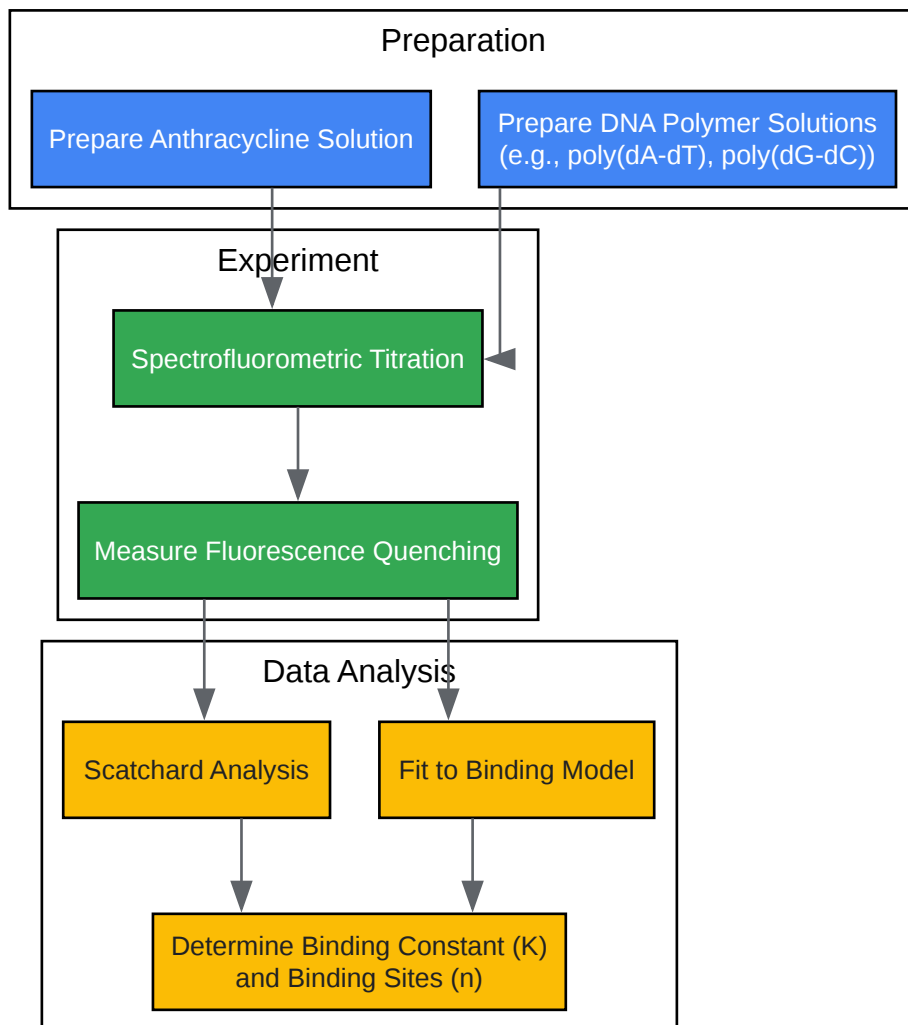 Preparation
Prepare Anthracycline Solution
Prepare DNA Polymer Solutions
(e.g., poly(dA-dT), poly(dG-dC))
Experiment
Spectrofluorometric Titration
Measure Fluorescence Quenching
Data Analysis
Scatchard Analysis
Fit to Binding Model
Determine Binding Constant (K)
and Binding Sites (n)